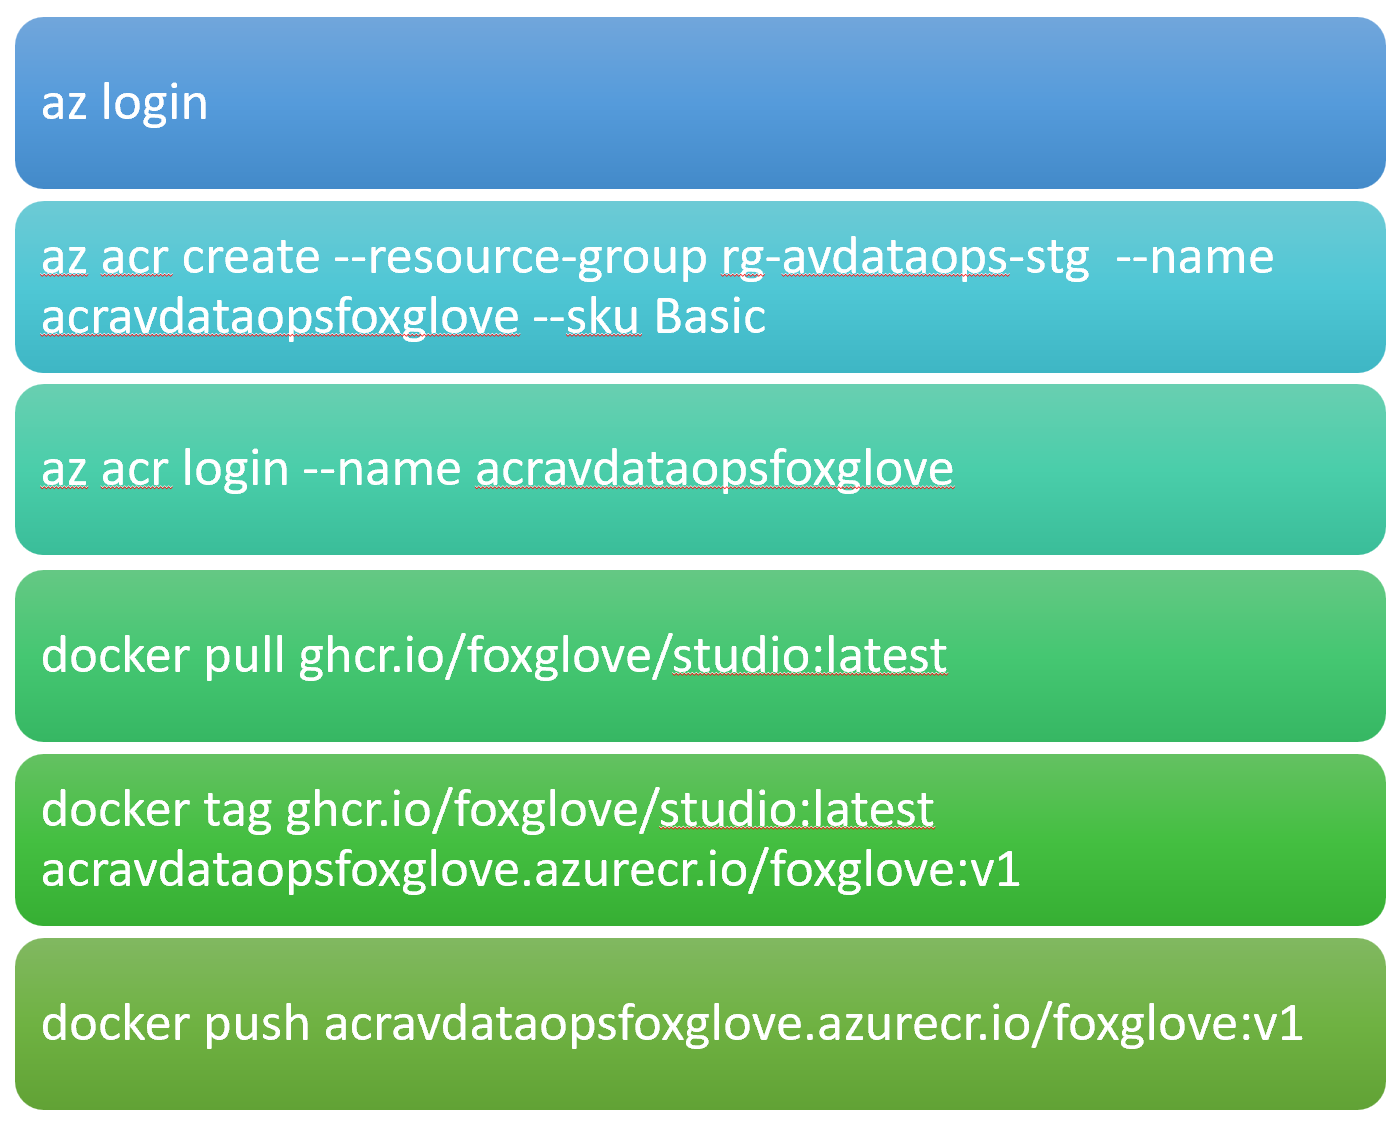 az login
az acr create --resource-group rg-avdataops-stg  --name
acravdataopsfoxglove --sku Basic
az acr login --name acravdataopsfoxglove
docker pull ghcr.io/foxglove/studio:latest
docker tag ghcr.io/foxglove/studio:latest
acravdataopsfoxglove.azurecr.io/foxglove:v1
docker push acravdataopsfoxglove.azurecr.io/foxglove:v1